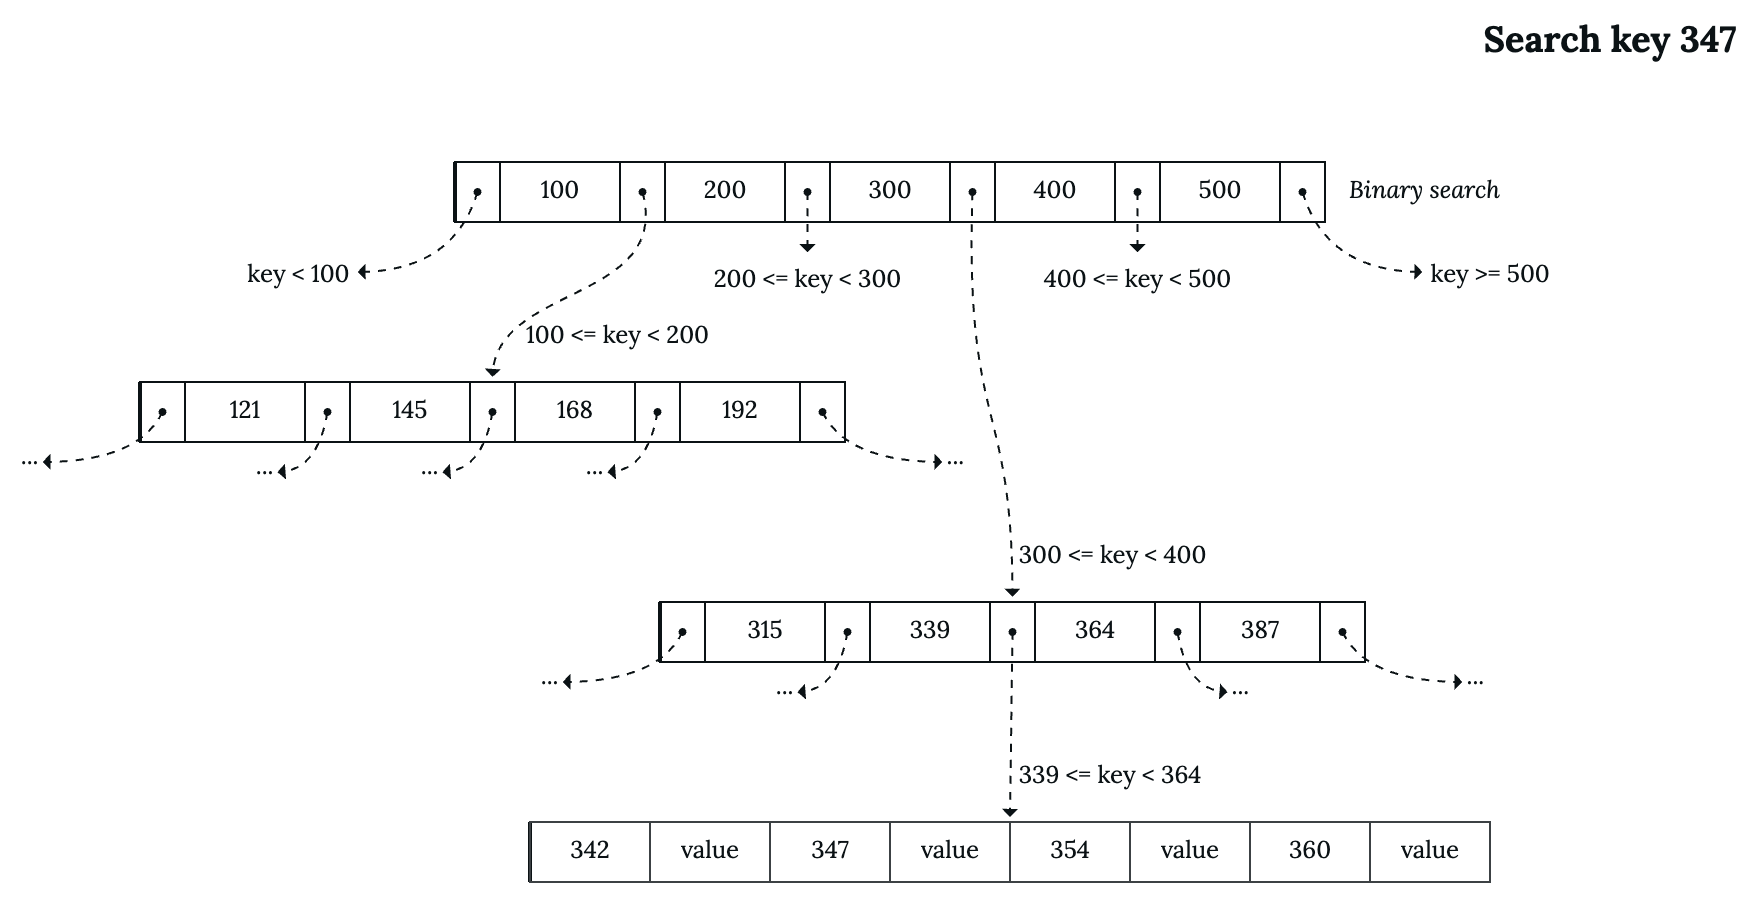 Search key 347
100 200 300 400 500 Binary search
key < 100
200 <= key < 300
400 <= key < 500
key >= 500
100 <= key < 200
121 145 168 192
... ... ... ... ...
300 <= key < 400
315 339 364 387
... ... ... ...
339 <= key < 364
342 value 347 value 354 value 360 value